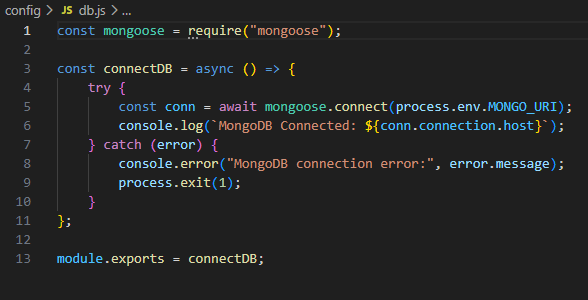 config > JS db.js > ...
1 const mongoose = require("mongoose");
2
3 const connectDB = async () => {
4     try {
5         const conn = await mongoose.connect(process.env.MONGO_URI);
6         console.log(`MongoDB Connected: ${conn.connection.host}`);
7     } catch (error) {
8         console.error("MongoDB connection error:", error.message);
9         process.exit(1);
10     }
11 };
12
13 module.exports = connectDB;